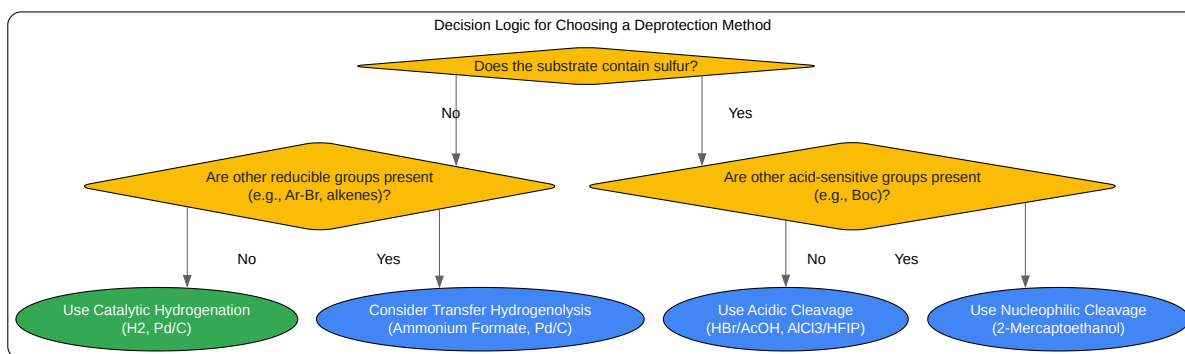 Decision Logic for Choosing a Deprotection Method
Does the substrate contain sulfur?
No
Yes
Are other reducible groups present
(e.g., Ar-Br, alkenes)?
Are other acid-sensitive groups present
(e.g., Boc)?
No
Yes
No
Yes
Use Catalytic Hydrogenation
(H2, Pd/C)
Consider Transfer Hydrogenolysis
(Ammonium Formate, Pd/C)
Use Acidic Cleavage
(HBr/AcOH, AlCl3/HFIP)
Use Nucleophilic Cleavage
(2-Mercaptoethanol)